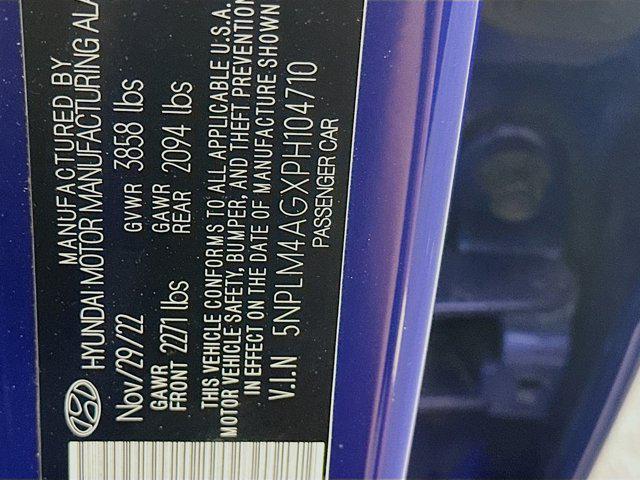 MANUFACTURED BY
HYUNDAI MOTOR MANUFACTURING ALA
Nov/29/22 GVWR 3858 lbs
GAWR FRONT 2271 lbs GAWR REAR 2094 lbs
THIS VEHICLE CONFORMS TO ALL APPLICABLE U.S.A.
MOTOR VEHICLE SAFETY, BUMPER, AND THEFT PREVENTION
IN EFFECT ON THE DATE OF MANUFACTURE SHOWN
V.I.N 5NPLM4AGXPH104710
PASSENGER CAR